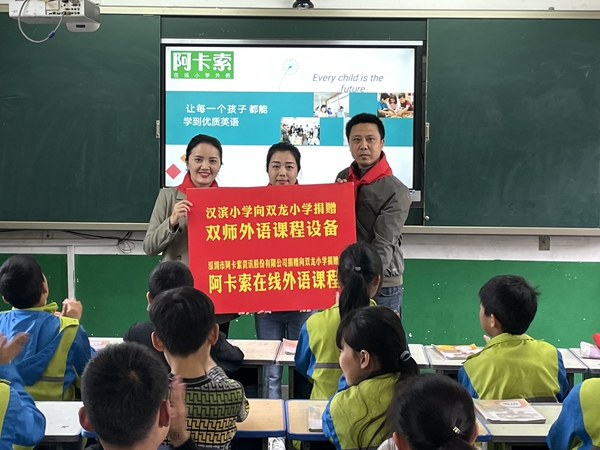 阿卡索
在线小学外教
Every child is the
future
让每一个孩子都能
学到优质英语
汉滨小学向双龙小学捐赠
双师外语课程设备
深圳市阿卡索资讯股份有限公司捐赠向双龙小学捐赠
阿卡索在线外语课程